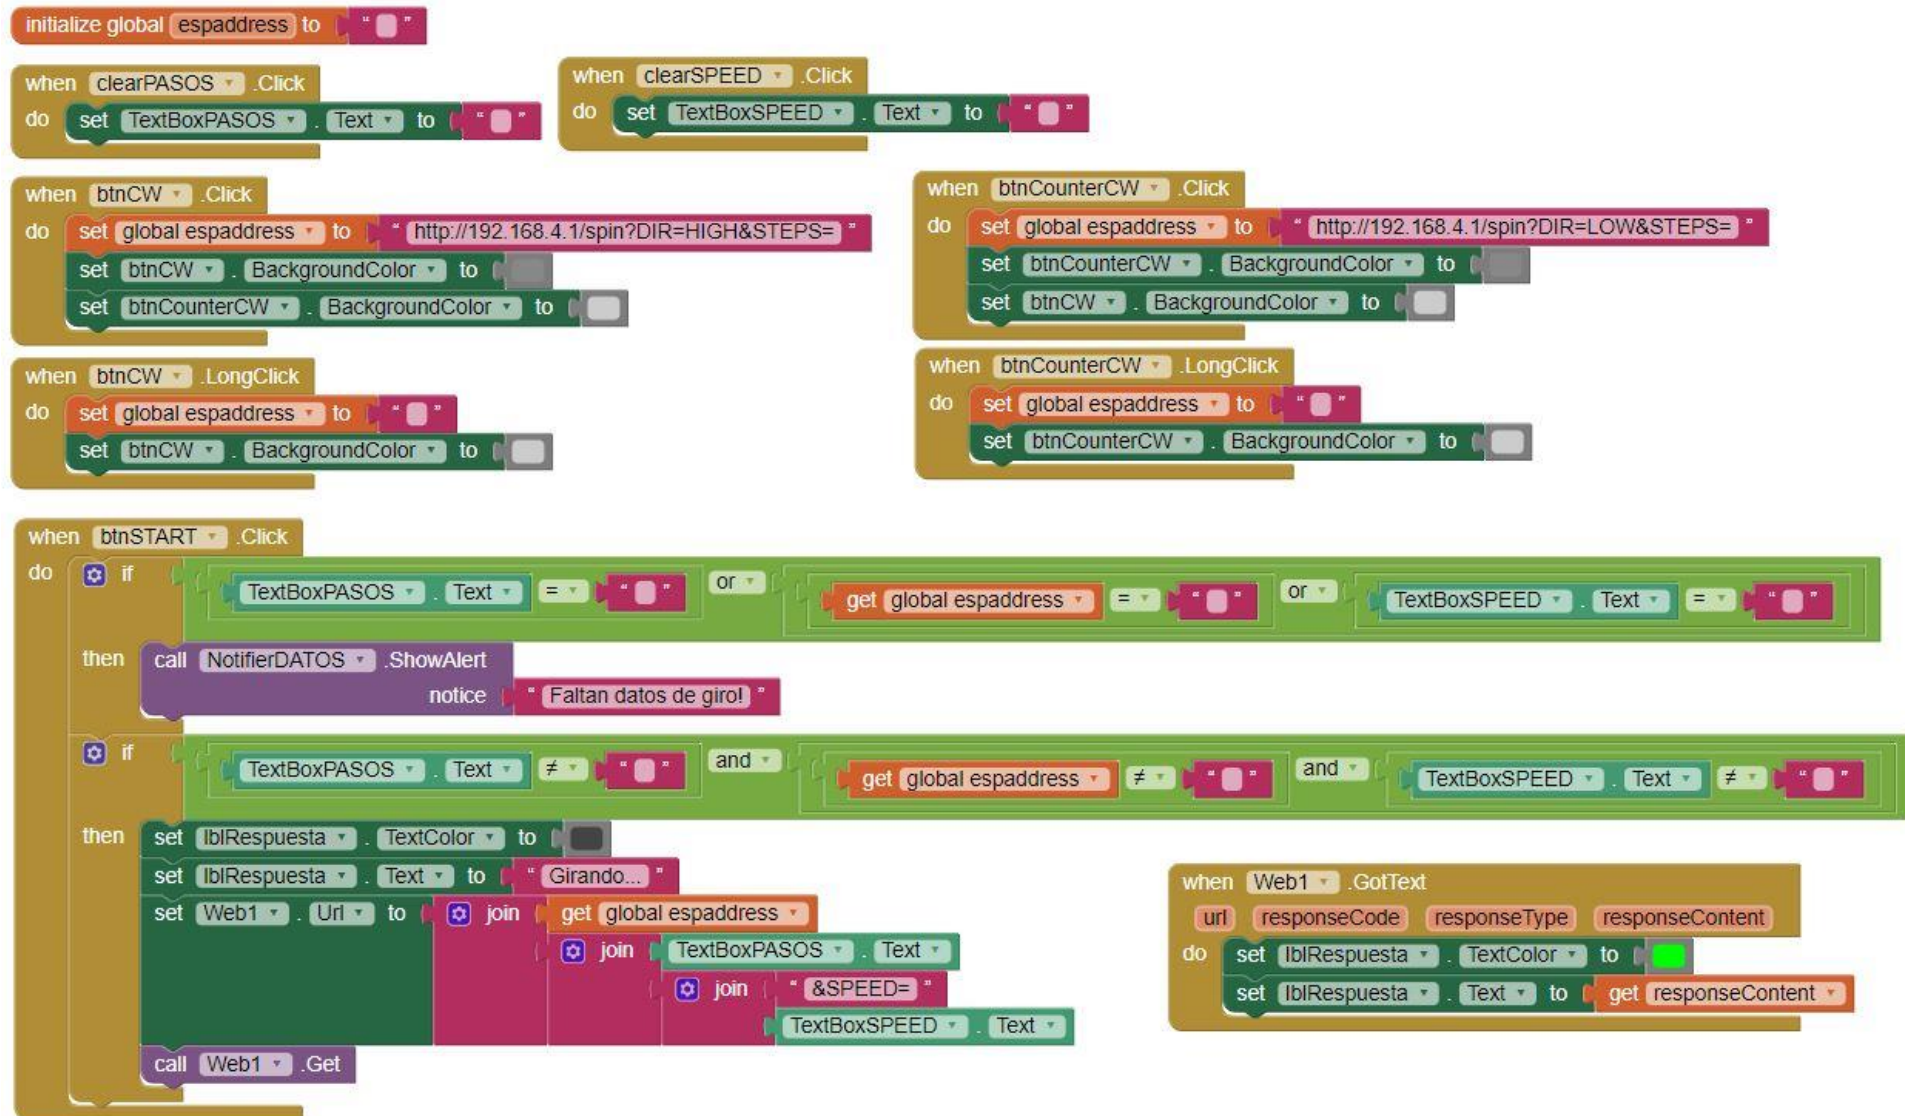 initialize global espaddress to " "
when clearPASOS .Click
do set TextBoxPASOS . Text to " "
when clearSPEED .Click
do set TextBoxSPEED . Text to " "
when btnCW .Click
do set global espaddress to " http://192.168.4.1/spin?DIR=HIGH&STEPS= "
set btnCW . BackgroundColor to
set btnCounterCW . BackgroundColor to
when btnCounterCW .Click
do set global espaddress to " http://192.168.4.1/spin?DIR=LOW&STEPS= "
set btnCounterCW . BackgroundColor to
set btnCW . BackgroundColor to
when btnCW .LongClick
do set global espaddress to " "
set btnCW . BackgroundColor to
when btnCounterCW .LongClick
do set global espaddress to " "
set btnCounterCW . BackgroundColor to
when btnSTART .Click
do if TextBoxPASOS . Text = " " or get global espaddress = " " or TextBoxSPEED . Text = " "
then call NotifierDATOS .ShowAlert
notice " Faltan datos de giro! "
if TextBoxPASOS . Text ≠ " " and get global espaddress ≠ " " and TextBoxSPEED . Text ≠ " "
then set lblRespuesta . TextColor to
set lblRespuesta . Text to " Girando... "
set Web1 . Url to join get global espaddress
join TextBoxPASOS . Text
join " &SPEED= "
TextBoxSPEED . Text
call Web1 .Get
when Web1 .GotText
url responseCode responseType responseContent
do set lblRespuesta . TextColor to
set lblRespuesta . Text to get responseContent